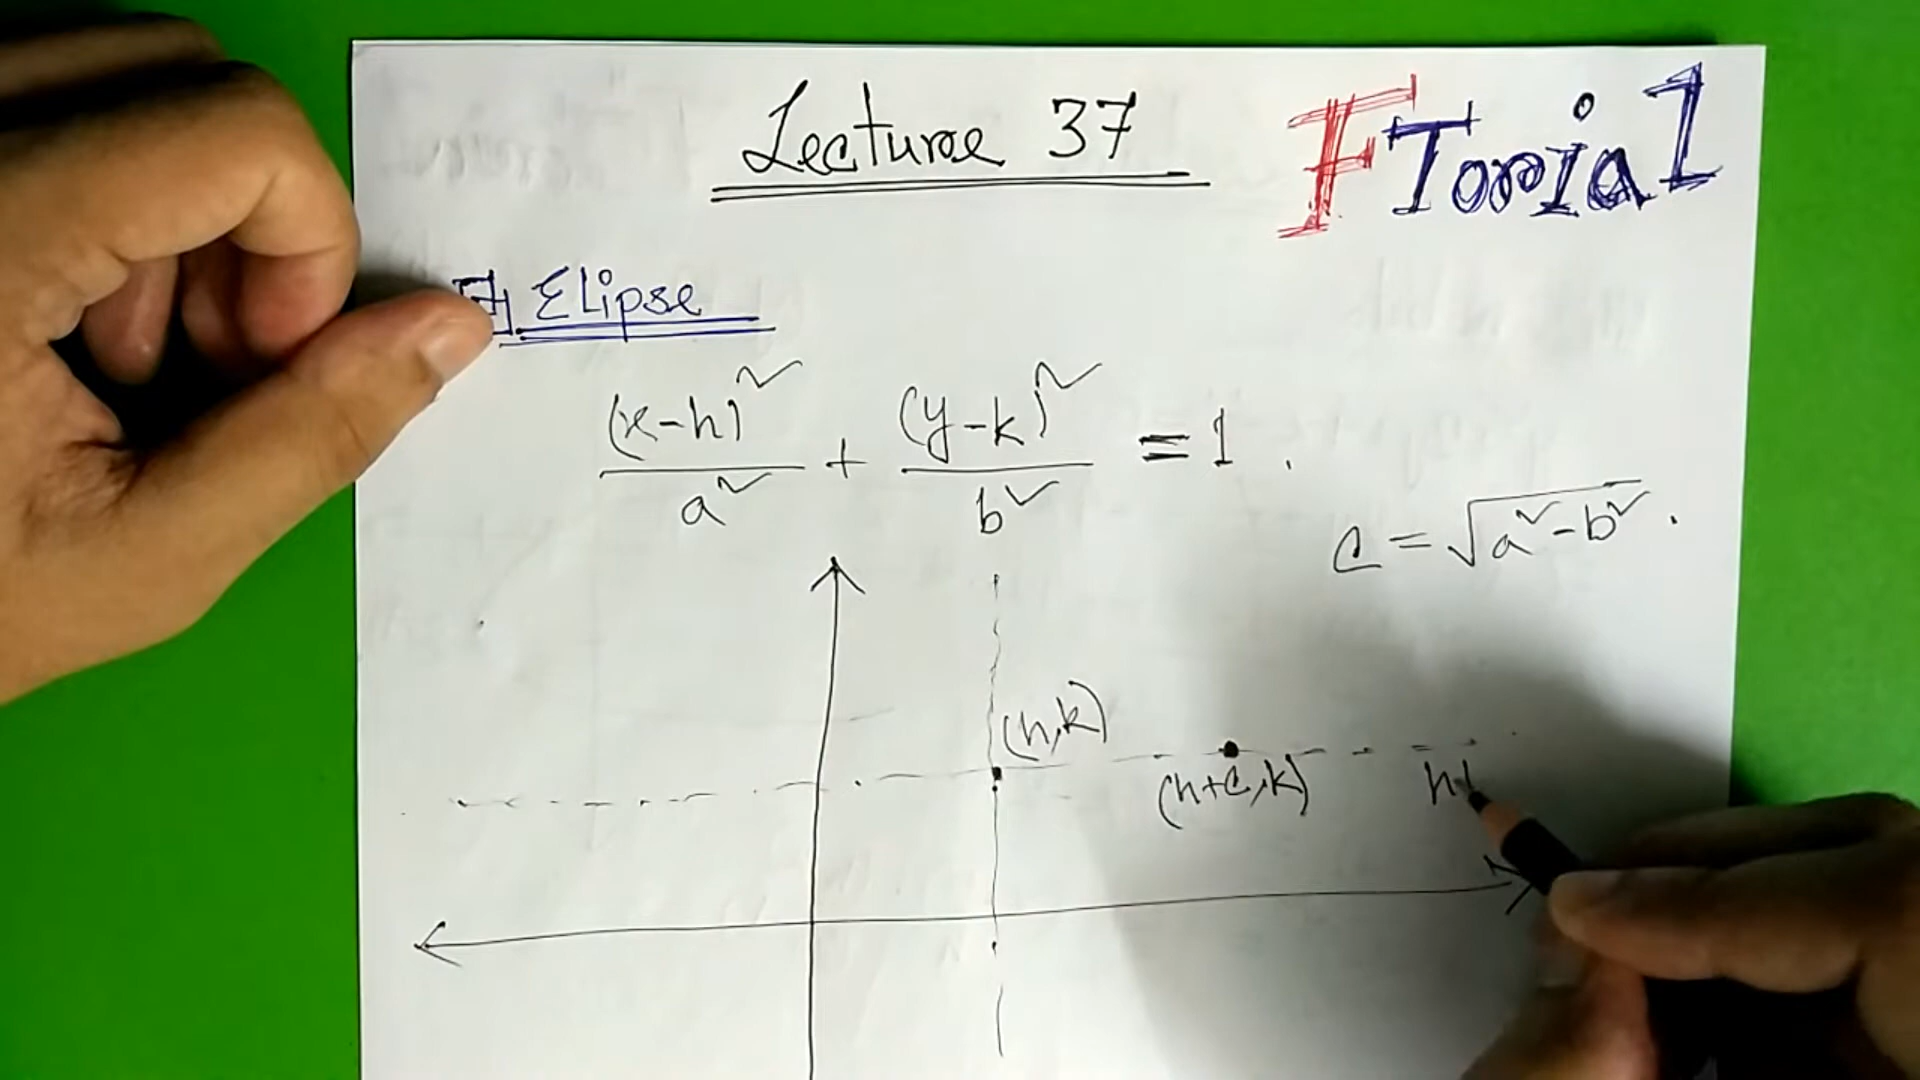 Lecture 37
FTorial
Elipse
(x-h)² / a² + (y-k)² / b² = 1.
c = √a²-b².
(h,k)
(h+c,k)
h